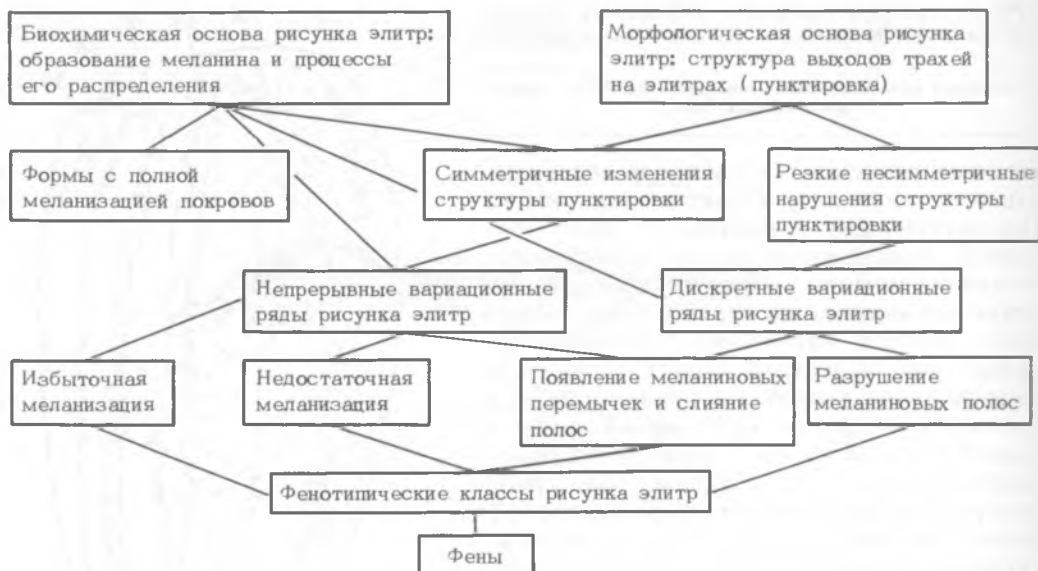 Биохимическая основа рисунка элитр:
образование меланина и процессы
его распределения
Морфологическая основа рисунка
элитр: структура выходов трахей
на элитрах (пунктировка)
Формы с полной
меланизацией покровов
Симметричные изменения
структуры пунктировки
Резкие несимметричные
нарушения структуры
пунктировки
Непрерывные вариационные
ряды рисунка элитр
Дискретные вариационные
ряды рисунка элитр
Избыточная
меланизация
Недостаточная
меланизация
Появление меланиновых
перемычек и слияние
полос
Разрушение
меланиновых полос
Фенотипические классы рисунка элитр
Фены